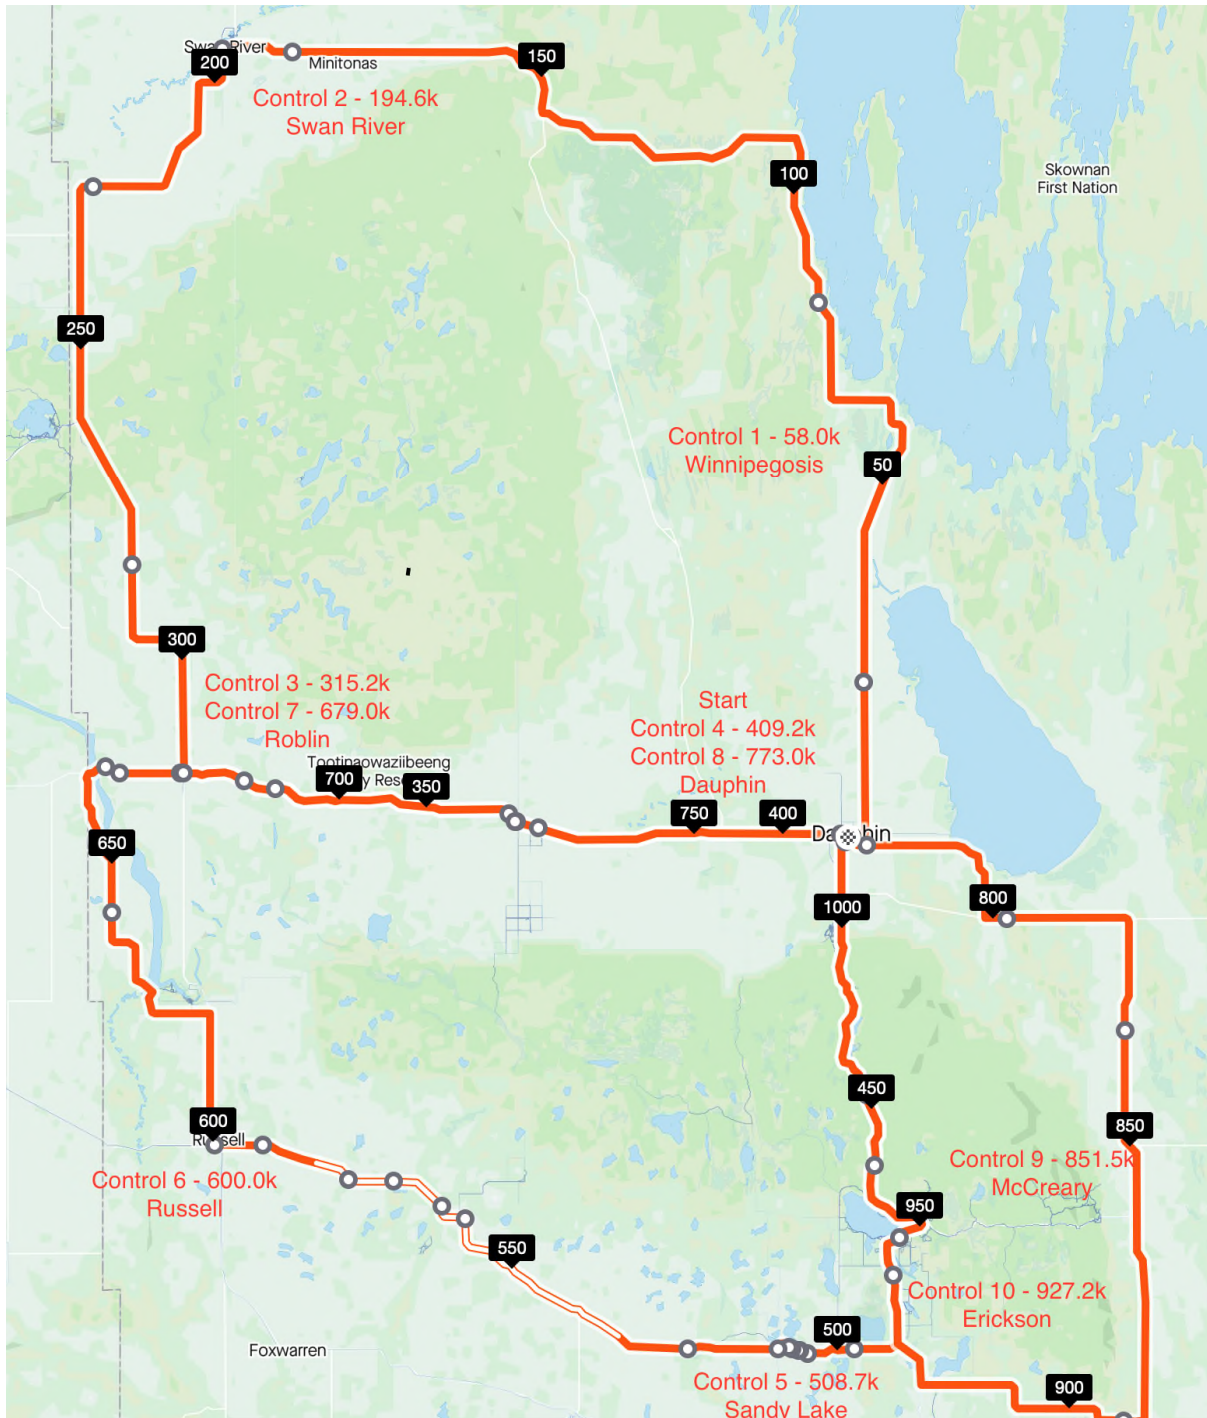 Swan River
200
Minitonas
150
Control 2 - 194.6k
Swan River
100
Skownan
First Nation
250
Control 1 - 58.0k
Winnipegosis
50
300
Control 3 - 315.2k
Control 7 - 679.0k
Roblin
Start
Control 4 - 409.2k
Control 8 - 773.0k
Dauphin
Tootinaowaziibeeng
700
350
750
400
Dauphin
650
1000
800
450
600
Russell
850
Control 9 - 851.5k
McCreary
Control 6 - 600.0k
Russell
950
550
Control 10 - 927.2k
Erickson
500
Foxwarren
Control 5 - 508.7k
Sandy Lake
900